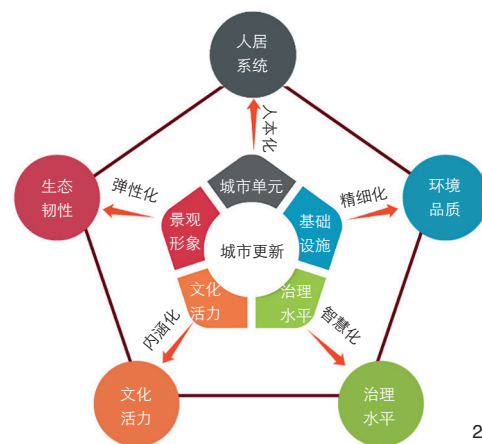 人居
系统
人本化
生态
韧性
弹性化
城市单元
精细化
环境
品质
景观
形象
基础
设施
城市更新
文化
活力
治理
水平
内涵化
智慧化
文化
活力
治理
水平
2